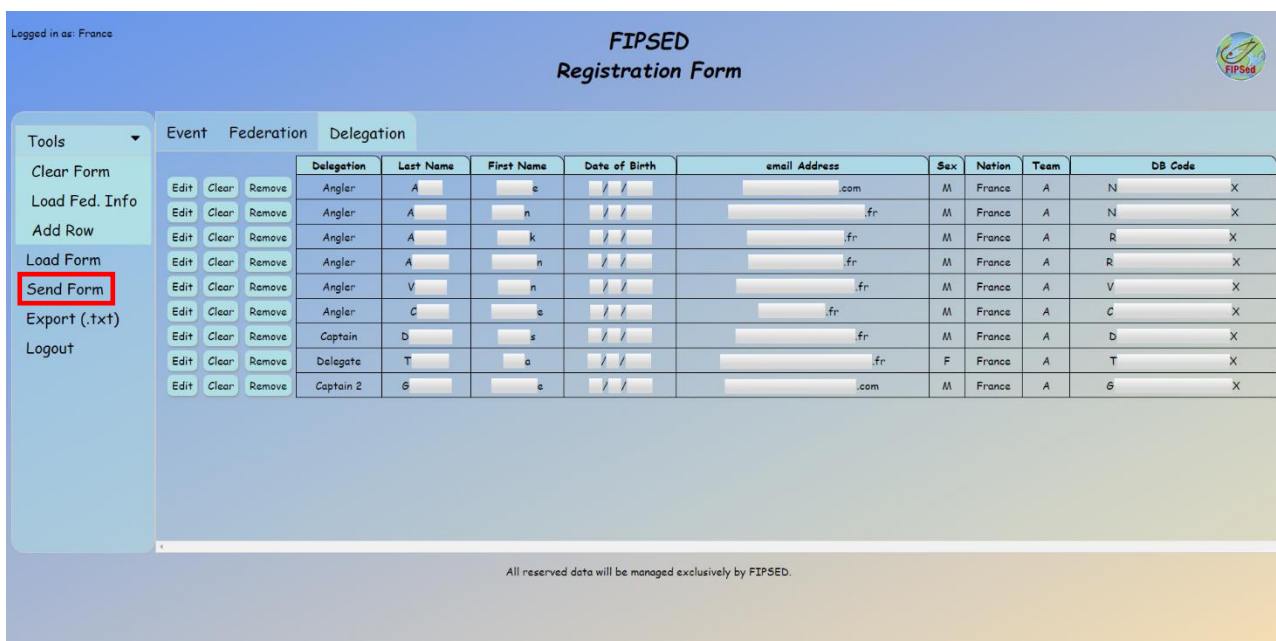 Logged in as: France
FIPSED
Registration Form
FIPSed
Tools
Clear Form
Load Fed. Info
Add Row
Load Form
Send Form
Export (.txt)
Logout
Event Federation Delegation
Delegation Last Name First Name Date of Birth email Address Sex Nation Team DB Code
Edit Clear Remove Angler A e / / .com M France A N X
Edit Clear Remove Angler A n / / .fr M France A N X
Edit Clear Remove Angler A k / / .fr M France A R X
Edit Clear Remove Angler A n / / .fr M France A R X
Edit Clear Remove Angler V n / / .fr M France A V X
Edit Clear Remove Angler C e / / .fr M France A C X
Edit Clear Remove Captain D s / / .fr M France A D X
Edit Clear Remove Delegate T a / / .fr F France A T X
Edit Clear Remove Captain 2 G e / / .com M France A G X
All reserved data will be managed exclusively by FIPSED.